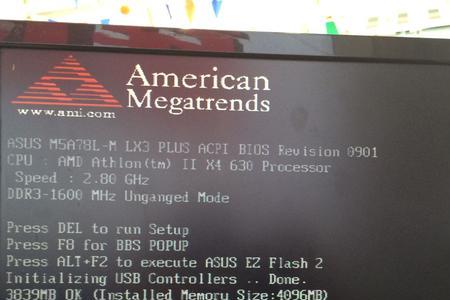 American
Megatrends
www.ami.com
ASUS M5A78L-M LX3 PLUS ACPI BIOS Revision 0901
CPU : AMD Athlon(tm) II X4 630 Processor
Speed : 2.80 GHz
DDR3-1600 MHz Unganged Mode
Press DEL to run Setup
Press F8 for BBS POPUP
Press ALT+F2 to execute ASUS EZ Flash 2
Initializing USB Controllers .. Done.
3839MB OK (Installed Memory Size:4096MB)